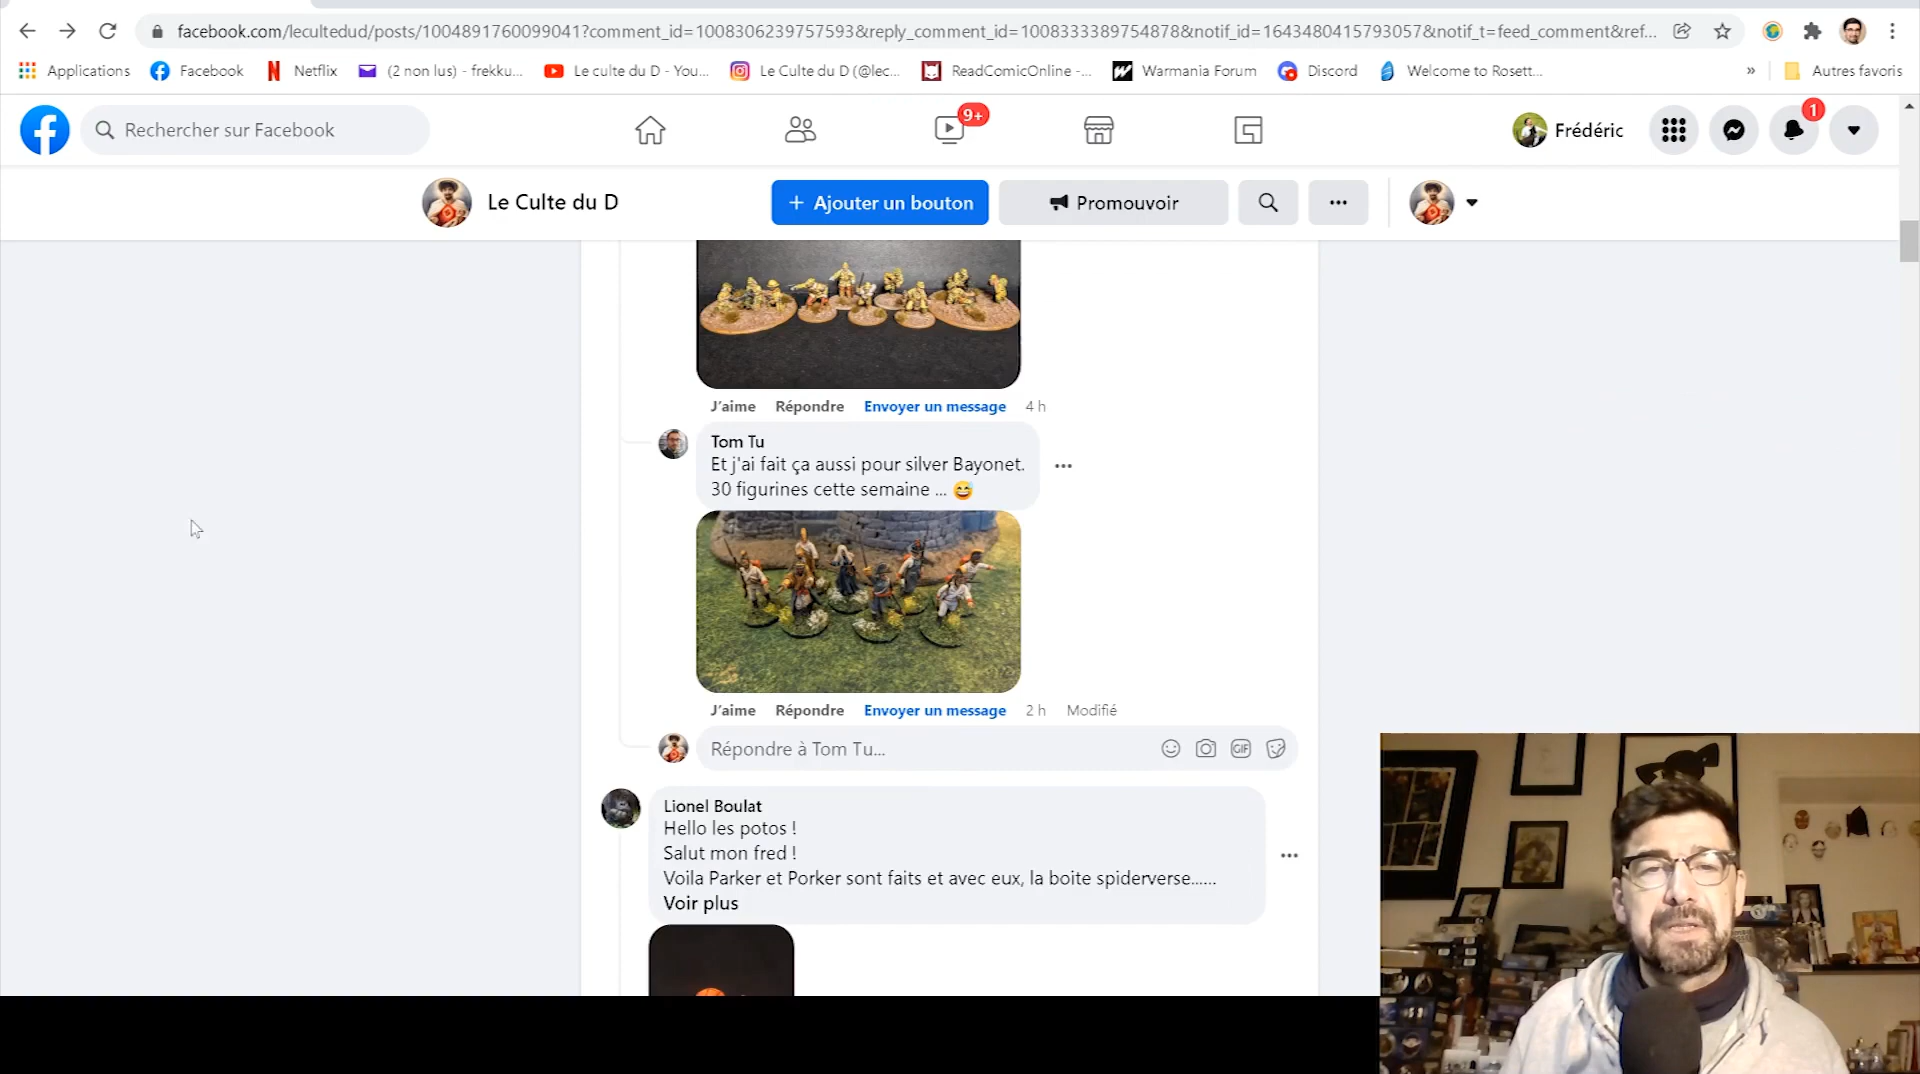 facebook.com/lecultedud/posts/1004891760099041?comment_id=1008306239757593&reply_comment_id=1008333389754878&notif_id=1643480415793057&notif_t=feed_comment&ref...
Applications Facebook Netflix (2 non lus) - frekku... Le culte du D - You... Le Culte du D (@lec... ReadComicOnline -... Warmania Forum Discord Welcome to Rosett... » Autres favoris
Rechercher sur Facebook 9+ Frédéric 1
Le Culte du D + Ajouter un bouton Promouvoir
J'aime Répondre Envoyer un message 4 h
Tom Tu
Et j'ai fait ça aussi pour silver Bayonet.
30 figurines cette semaine ... 😅
J'aime Répondre Envoyer un message 2 h Modifié
Répondre à Tom Tu... GIF
Lionel Boulat
Hello les potos !
Salut mon fred !
Voila Parker et Porker sont faits et avec eux, la boite spiderverse......
Voir plus